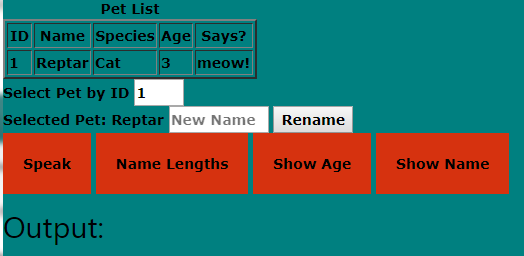 Pet List
ID Name Species Age Says?
1 Reptar Cat 3 meow!
Select Pet by ID 1
Selected Pet: Reptar New Name Rename
Speak Name Lengths Show Age Show Name
Output: